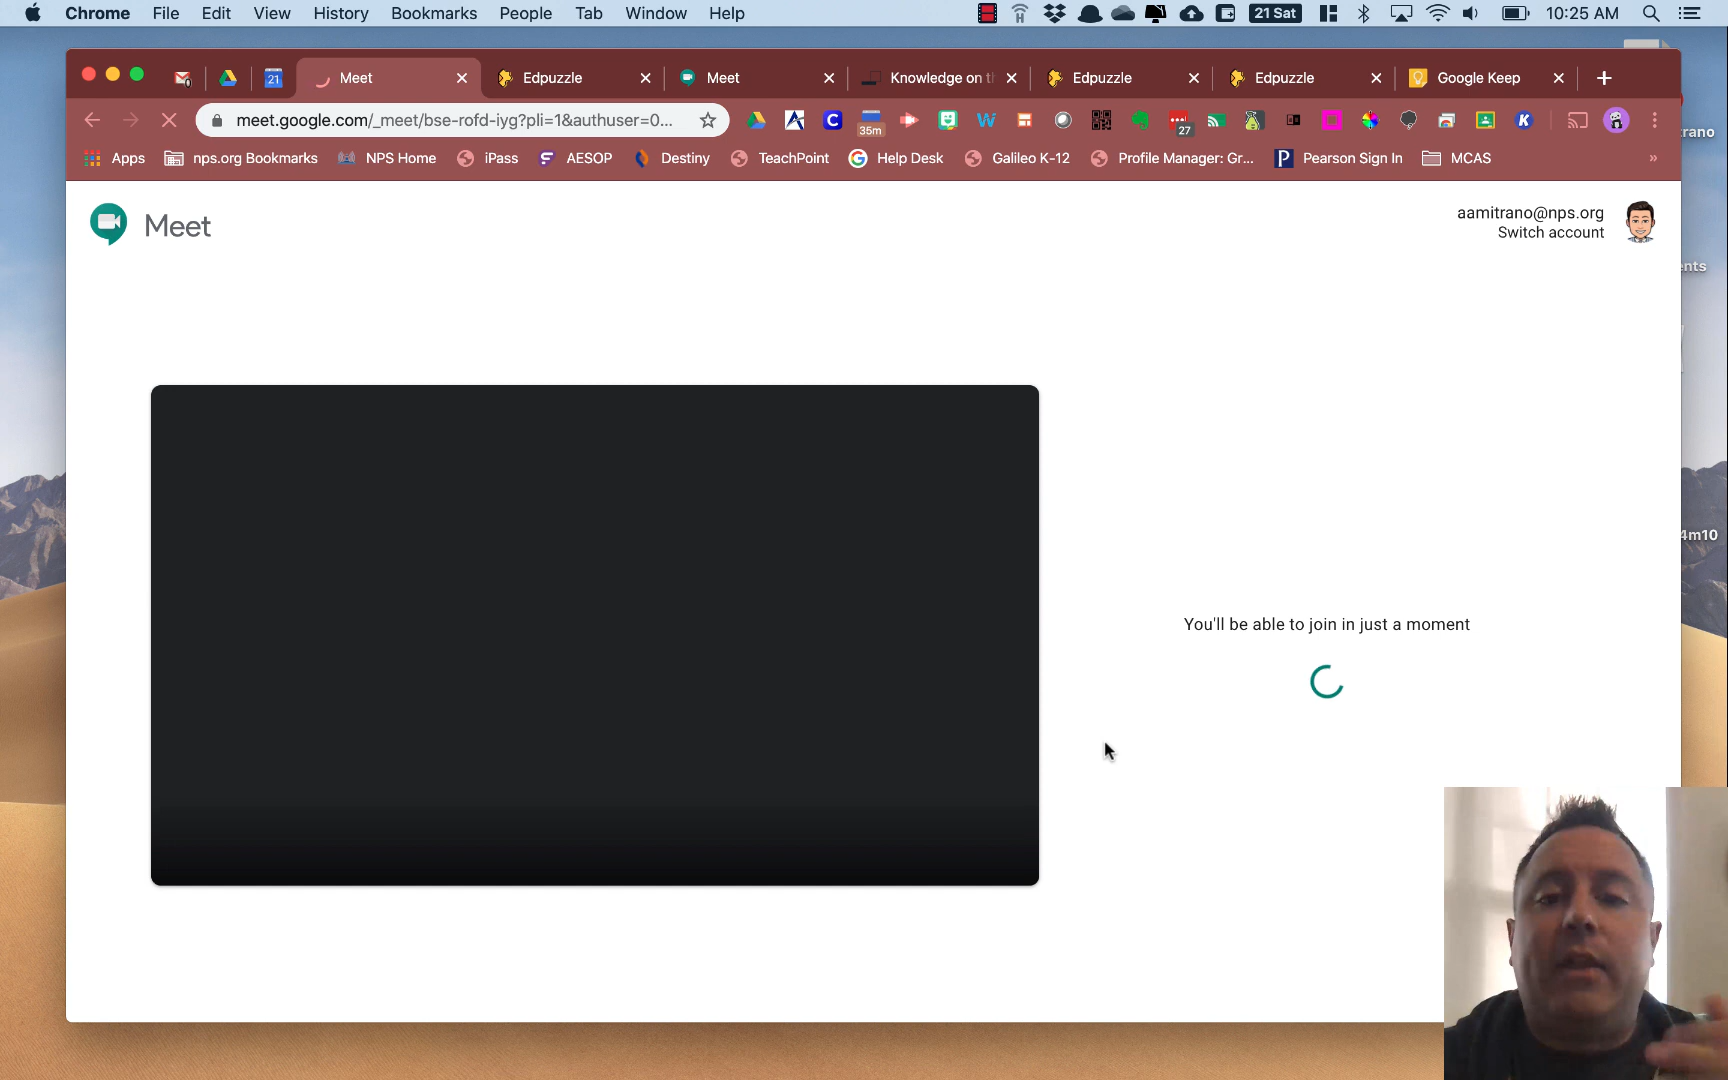 Chrome File Edit View History Bookmarks People Tab Window Help 21 Sat 10:25 AM
21 Meet Edpuzzle Meet Knowledge on t Edpuzzle Edpuzzle Google Keep
meet.google.com/_meet/bse-rofd-iyg?pli=1&authuser=0... 35m 27
Apps nps.org Bookmarks NPS Home iPass AESOP Destiny TeachPoint Help Desk Galileo K-12 Profile Manager: Gr... Pearson Sign In MCAS »
rano
Meet
aamitrano@nps.org
Switch account
ents
4m10
You'll be able to join in just a moment